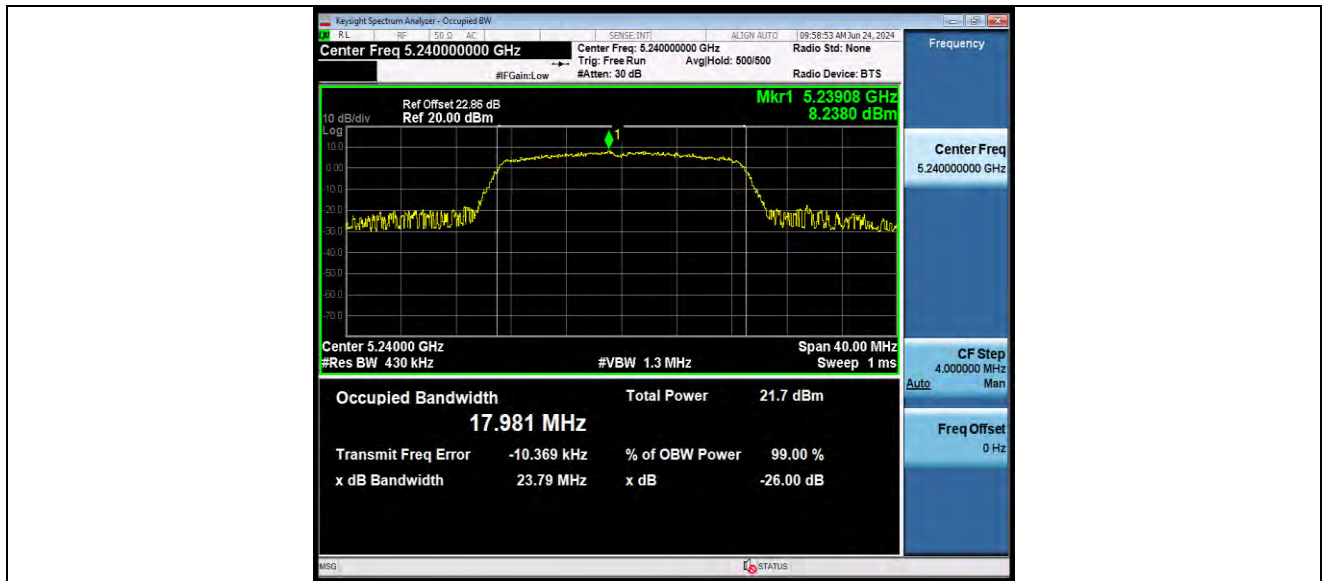 Keysight Spectrum Analyzer - Occupied BW
RL RF 50 Ω AC SENSE:INT ALIGN AUTO 09:58:53 AM Jun 24, 2024
Center Freq 5.240000000 GHz
Center Freq: 5.240000000 GHz
Radio Std: None
Trig: Free Run Avg|Hold: 500/500
#IFGain:Low #Atten: 30 dB Radio Device: BTS
Frequency
Mkr1 5.23908 GHz
8.2380 dBm
Ref Offset 22.86 dB
10 dB/div Ref 20.00 dBm
Log
1
10.0
0.00
-10.0
-20.0
-30.0
-40.0
-50.0
-60.0
-70.0
Center 5.24000 GHz Span 40.00 MHz
#Res BW 430 kHz #VBW 1.3 MHz Sweep 1 ms
Center Freq
5.240000000 GHz
CF Step
4.000000 MHz
Auto Man
Freq Offset
0 Hz
Occupied Bandwidth Total Power 21.7 dBm
17.981 MHz
Transmit Freq Error -10.369 kHz % of OBW Power 99.00 %
x dB Bandwidth 23.79 MHz x dB -26.00 dB
MSG STATUS